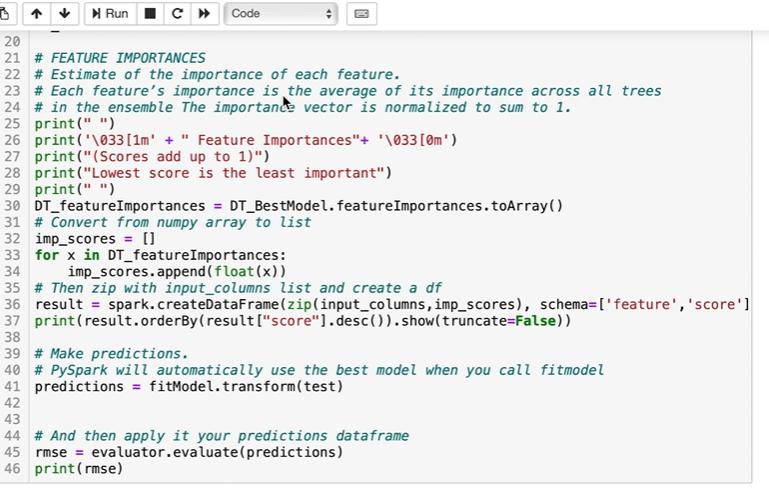 Run
Code
20
21 # FEATURE IMPORTANCES
22 # Estimate of the importance of each feature.
23 # Each feature’s importance is the average of its importance across all trees
24 # in the ensemble The importance vector is normalized to sum to 1.
25 print(" ")
26 print('\033[1m' + " Feature Importances"+ '\033[0m')
27 print("(Scores add up to 1)")
28 print("Lowest score is the least important")
29 print(" ")
30 DT_featureImportances = DT_BestModel.featureImportances.toArray()
31 # Convert from numpy array to list
32 imp_scores = []
33 for x in DT_featureImportances:
34     imp_scores.append(float(x))
35 # Then zip with input_columns list and create a df
36 result = spark.createDataFrame(zip(input_columns,imp_scores), schema=['feature','score']
37 print(result.orderBy(result["score"].desc()).show(truncate=False))
38
39 # Make predictions.
40 # PySpark will automatically use the best model when you call fitmodel
41 predictions = fitModel.transform(test)
42
43
44 # And then apply it your predictions dataframe
45 rmse = evaluator.evaluate(predictions)
46 print(rmse)